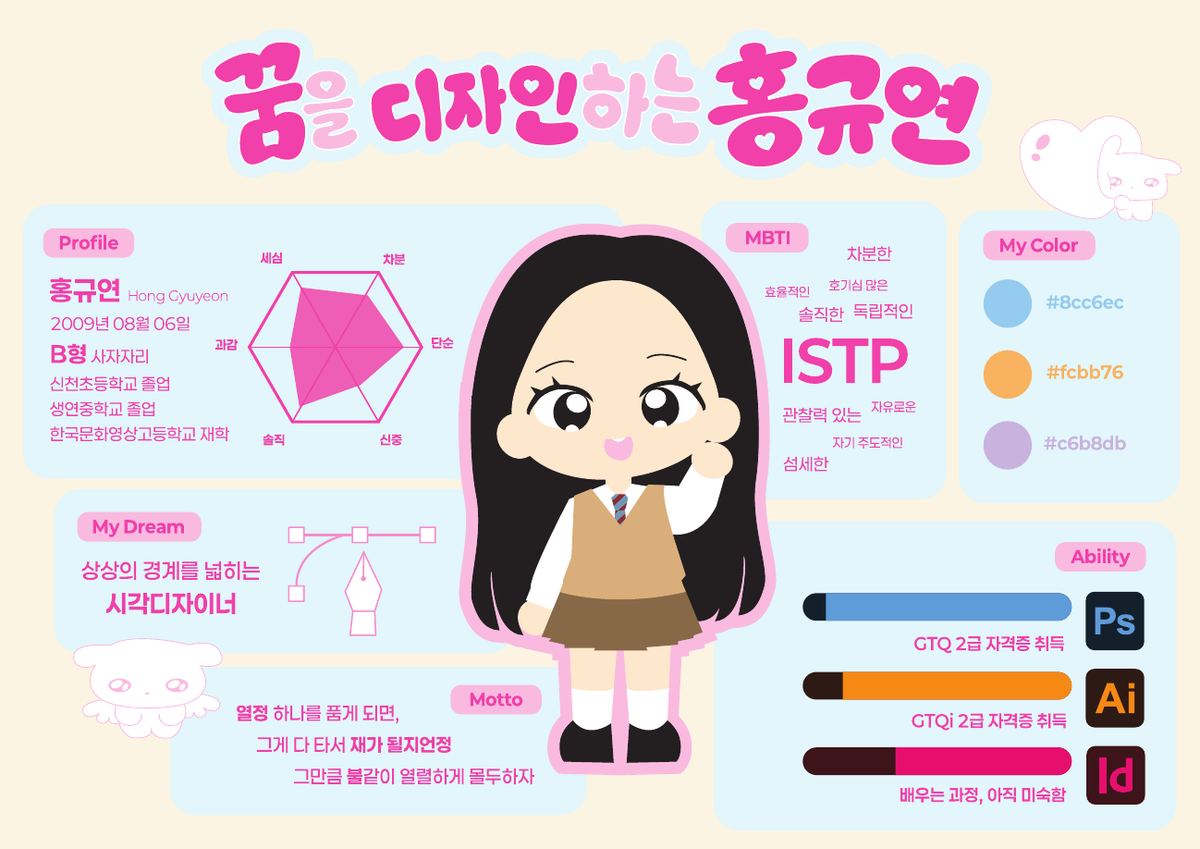 꿈을 디자인하는 홍규연
Profile
홍규연 Hong Gyuyeon
2009년 08월 06일
B형 사자자리
신천초등학교 졸업
생연중학교 졸업
한국문화영상고등학교 재학
세심
차분
과감
단순
솔직
신중
MBTI
차분한
효율적인
호기심 많은
솔직한
독립적인
ISTP
관찰력 있는
자유로운
자기 주도적인
섬세한
My Color
#8cc6ec
#fcbb76
#c6b8db
My Dream
상상의 경계를 넓히는
시각디자이너
Motto
열정 하나를 품게 되면,
그게 다 타서 재가 될지언정
그만큼 불같이 열렬하게 몰두하자
Ability
Ps
GTQ 2급 자격증 취득
Ai
GTQi 2급 자격증 취득
Id
배우는 과정, 아직 미숙함